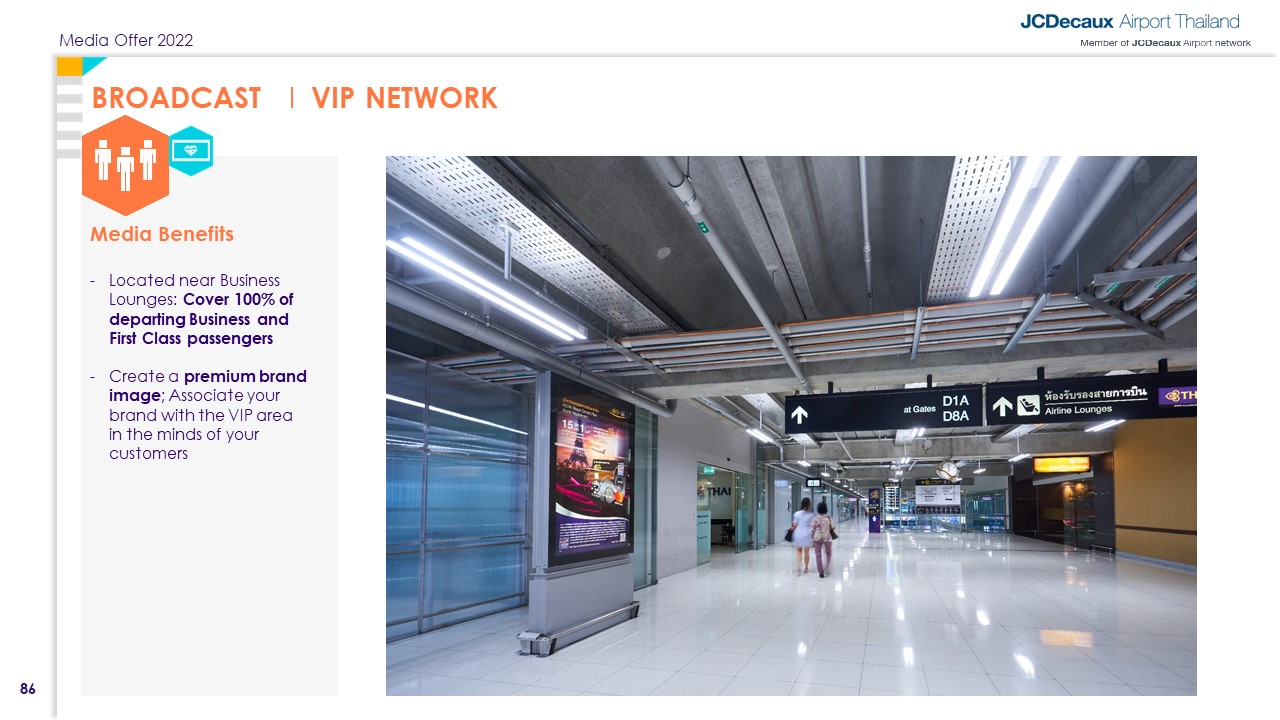 Media Offer 2022
JCDecaux Airport Thailand
Member of JCDecaux Airport network
BROADCAST | VIP NETWORK
Media Benefits
- Located near Business
Lounges: Cover 100% of
departing Business and
First Class passengers
- Create a premium brand
image; Associate your
brand with the VIP area
in the minds of your
customers
at Gates D1A
D8A
ห้องรับรองสายการบิน
Airline Lounges
TH
THAI
86